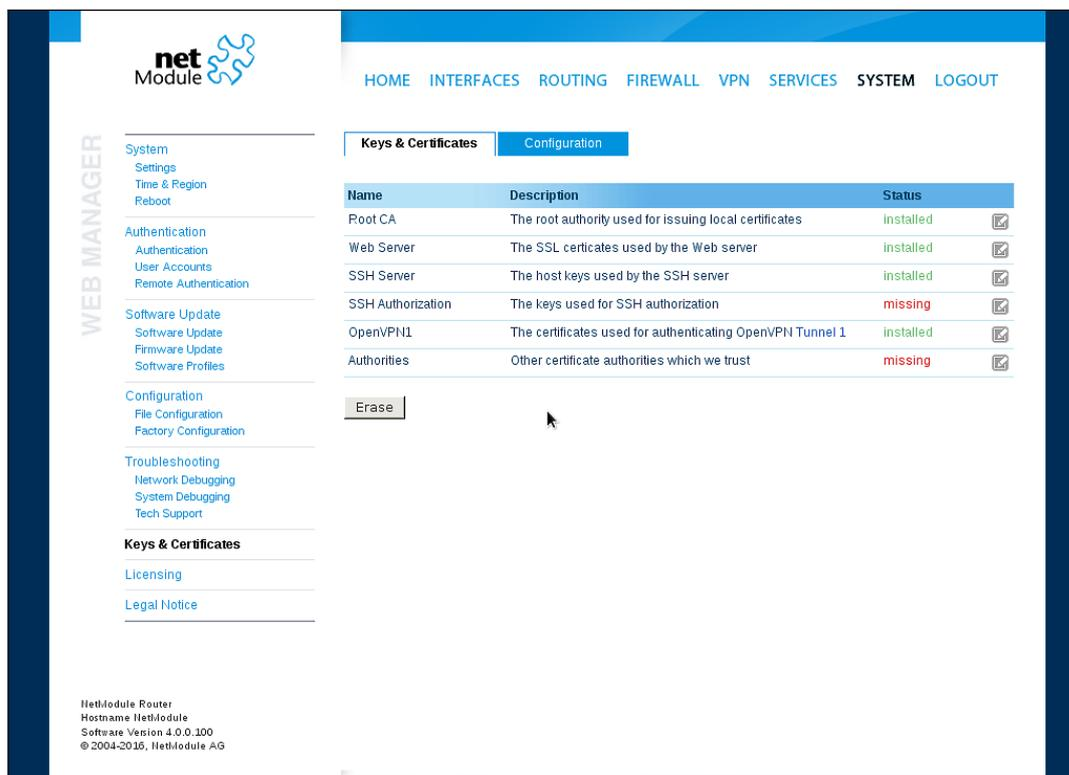 net
Module
HOME INTERFACES ROUTING FIREWALL VPN SERVICES SYSTEM LOGOUT
WEB MANAGER
System
Settings
Time & Region
Reboot
Authentication
Authentication
User Accounts
Remote Authentication
Software Update
Software Update
Firmware Update
Software Profiles
Configuration
File Configuration
Factory Configuration
Troubleshooting
Network Debugging
System Debugging
Tech Support
Keys & Certificates
Licensing
Legal Notice
Keys & Certificates Configuration
Name Description Status
Root CA The root authority used for issuing local certificates installed
Web Server The SSL certicates used by the Web server installed
SSH Server The host keys used by the SSH server installed
SSH Authorization The keys used for SSH authorization missing
OpenVPN1 The certificates used for authenticating OpenVPN Tunnel 1 installed
Authorities Other certificate authorities which we trust missing
Erase
NetModule Router
Hostname NetModule
Software Version 4.0.0.100
© 2004-2016, NetModule AG